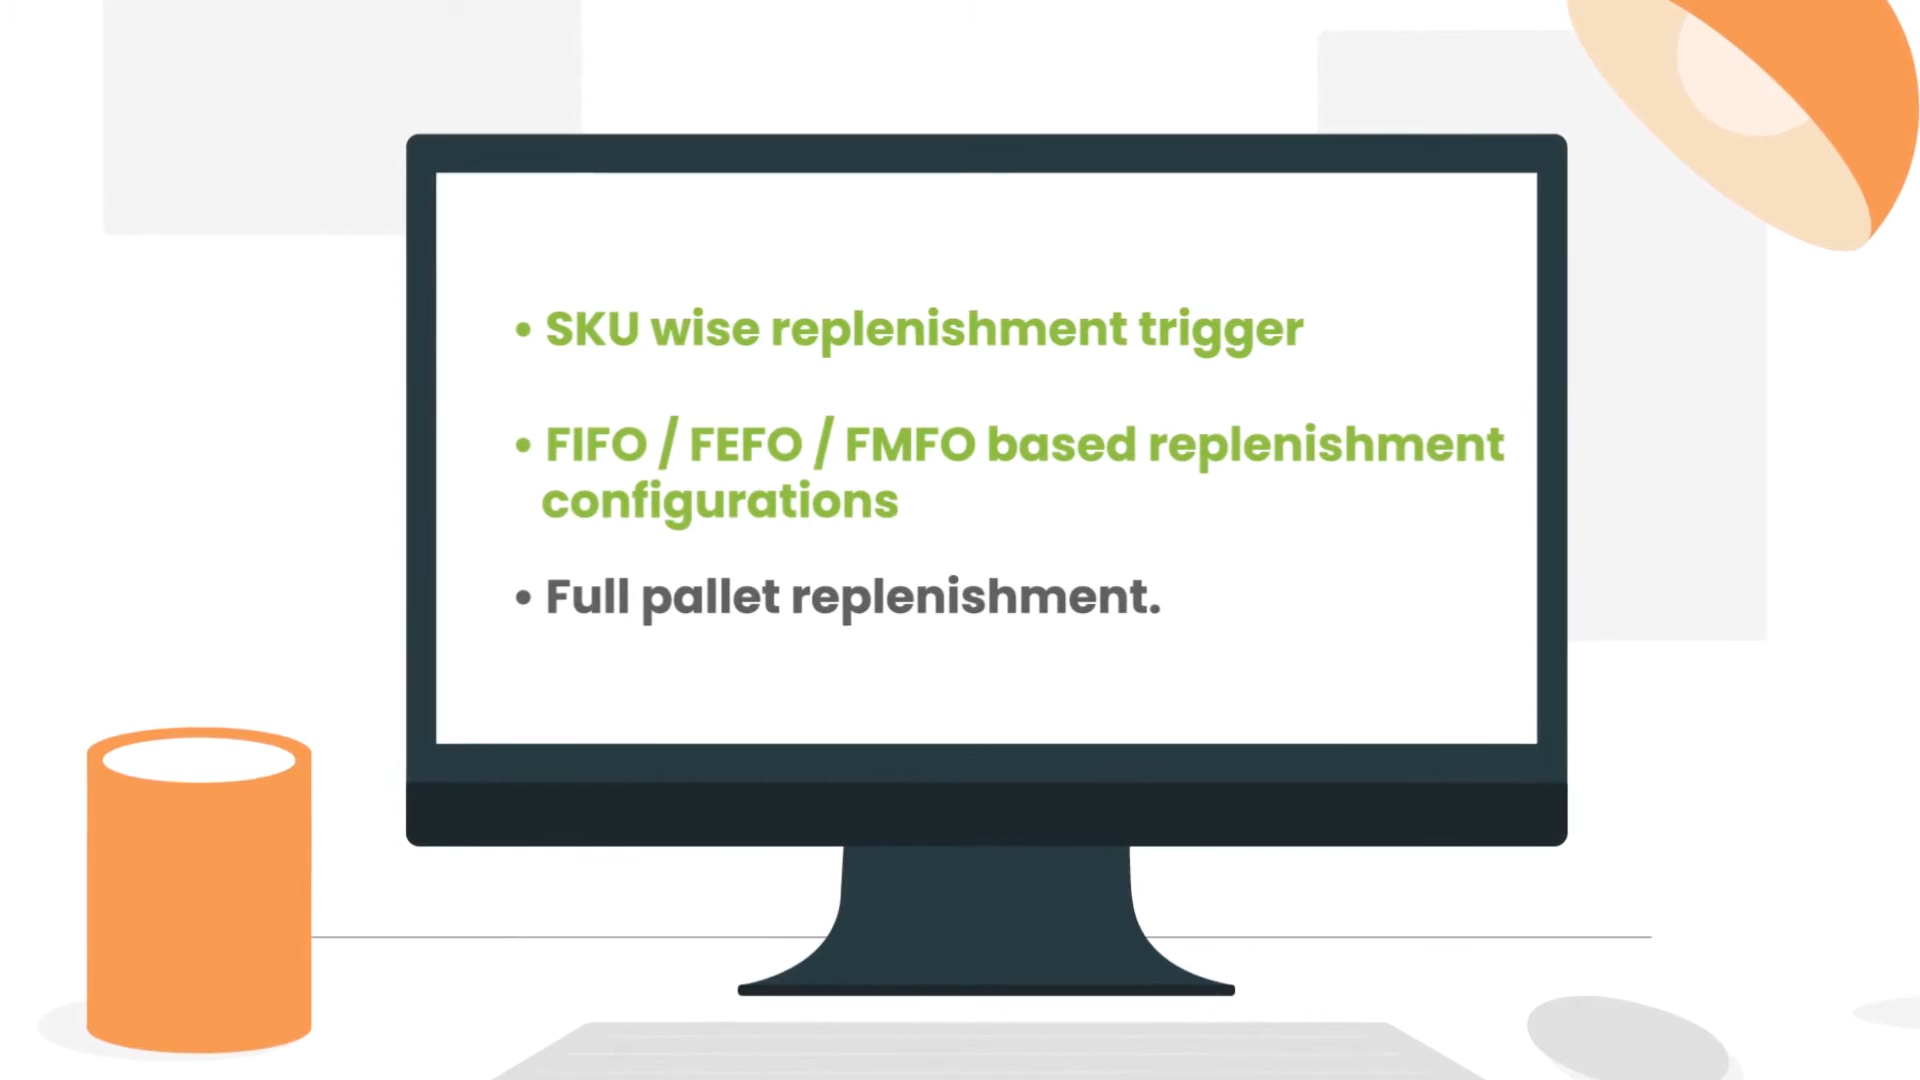 • SKU wise replenishment trigger
• FIFO / FEFO / FMFO based replenishment
configurations
• Full pallet replenishment.